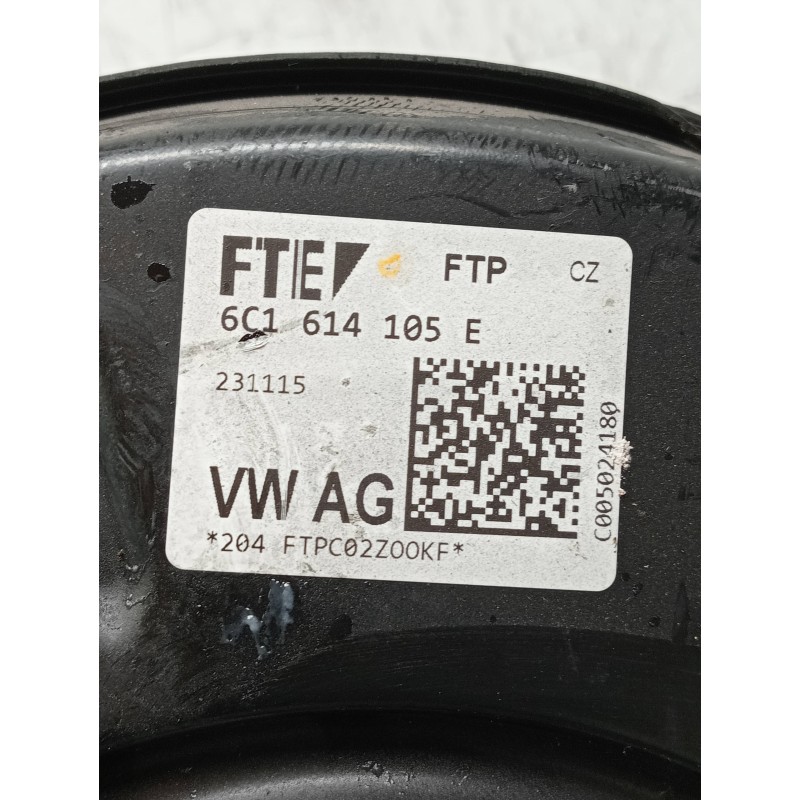 FTE FTP CZ
6C1 614 105 E
231115
VW AG
*204 FTPC02Z00KF*
C005024180